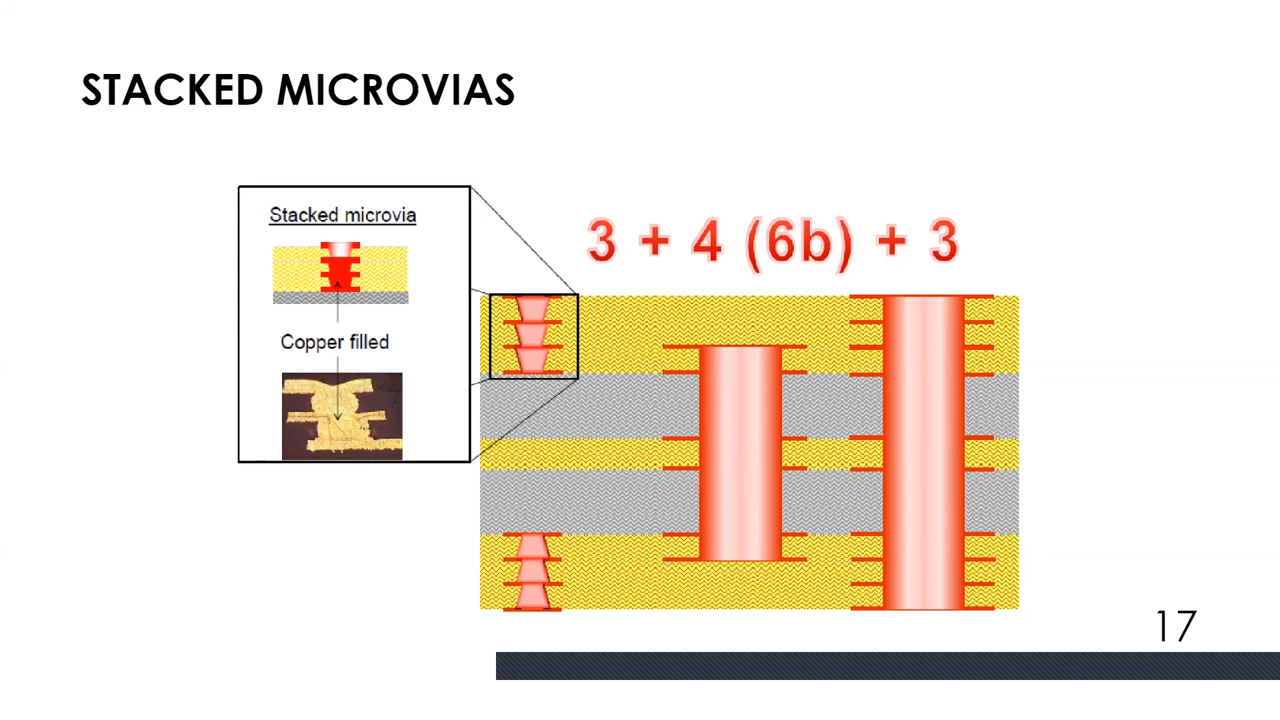 STACKED MICROVIAS
Stacked microvia
Copper filled
3 + 4 (6b) + 3
17